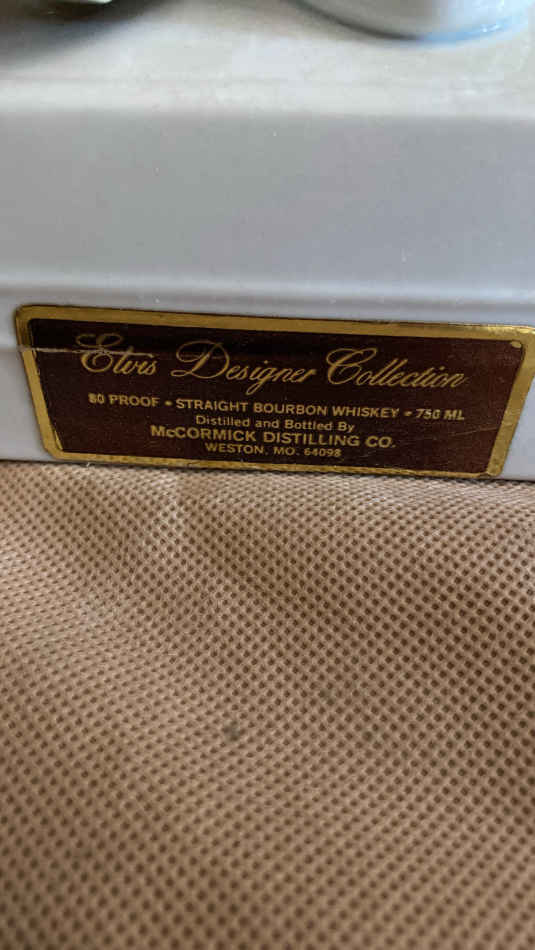 Elvis Designer Collection
80 PROOF • STRAIGHT BOURBON WHISKEY • 750 ML
Distilled and Bottled By
McCORMICK DISTILLING CO.
WESTON, MO. 64098